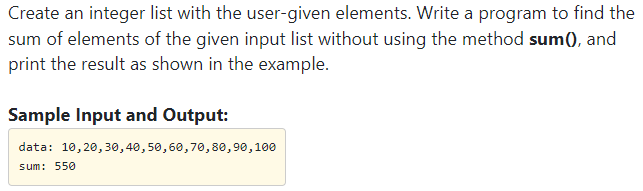 Create an integer list with the user-given elements. Write a program to find the
sum of elements of the given input list without using the method sum(), and
print the result as shown in the example.
Sample Input and Output:
data: 10,20,30,40,50,60,70,80,90,100
sum: 550